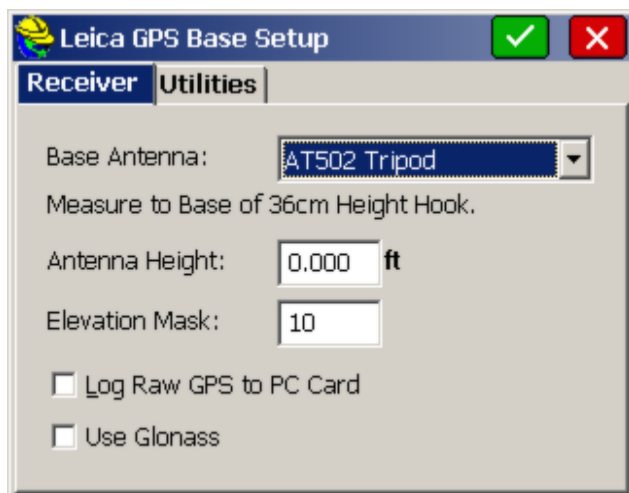 Leica GPS Base Setup
Receiver Utilities
Base Antenna: AT502 Tripod
Measure to Base of 36cm Height Hook.
Antenna Height: 0.000 ft
Elevation Mask: 10
Log Raw GPS to PC Card
Use Glonass